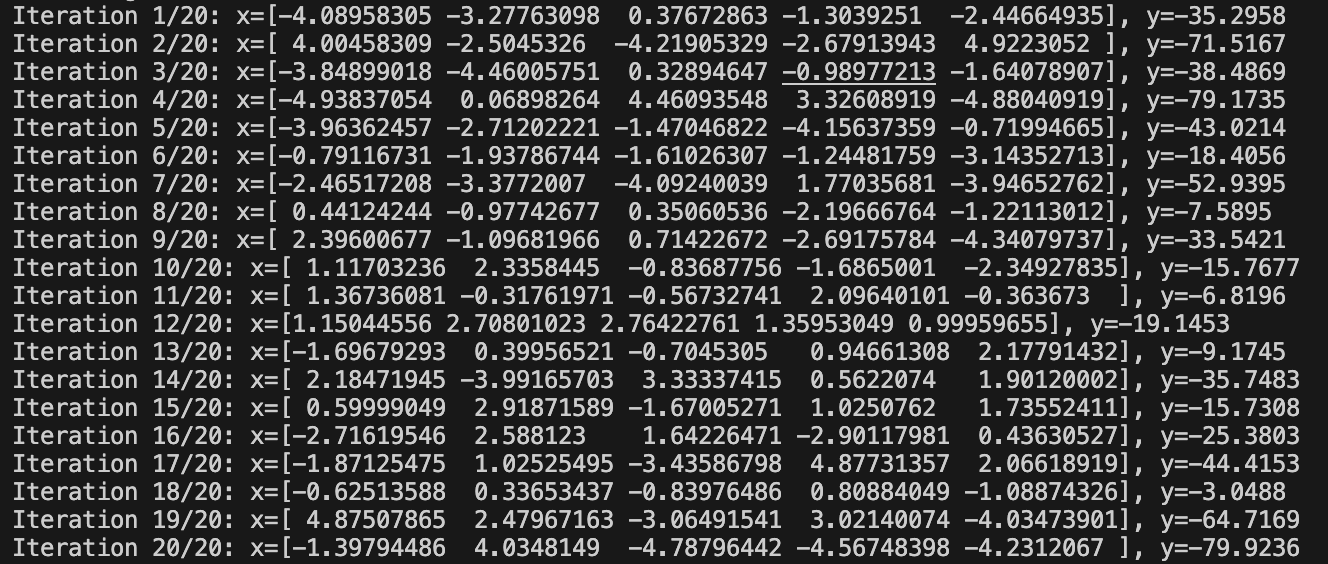 Iteration 1/20: x=[-4.08958305 -3.27763098  0.37672863 -1.3039251  -2.44664935], y=-35.2958
Iteration 2/20: x=[ 4.00458309 -2.5045326  -4.21905329 -2.67913943  4.9223052 ], y=-71.5167
Iteration 3/20: x=[-3.84899018 -4.46005751  0.32894647 -0.98977213 -1.64078907], y=-38.4869
Iteration 4/20: x=[-4.93837054  0.06898264  4.46093548  3.32608919 -4.88040919], y=-79.1735
Iteration 5/20: x=[-3.96362457 -2.71202221 -1.47046822 -4.15637359 -0.71994665], y=-43.0214
Iteration 6/20: x=[-0.79116731 -1.93786744 -1.61026307 -1.24481759 -3.14352713], y=-18.4056
Iteration 7/20: x=[-2.46517208 -3.3772007  -4.09240039  1.77035681 -3.94652762], y=-52.9395
Iteration 8/20: x=[ 0.44124244 -0.97742677  0.35060536 -2.19666764 -1.22113012], y=-7.5895
Iteration 9/20: x=[ 2.39600677 -1.09681966  0.71422672 -2.69175784 -4.34079737], y=-33.5421
Iteration 10/20: x=[ 1.11703236  2.3358445  -0.83687756 -1.6865001  -2.34927835], y=-15.7677
Iteration 11/20: x=[ 1.36736081 -0.31761971 -0.56732741  2.09640101 -0.363673  ], y=-6.8196
Iteration 12/20: x=[1.15044556 2.70801023 2.76422761 1.35953049 0.99959655], y=-19.1453
Iteration 13/20: x=[-1.69679293  0.39956521 -0.7045305   0.94661308  2.17791432], y=-9.1745
Iteration 14/20: x=[ 2.18471945 -3.99165703  3.33337415  0.5622074   1.90120002], y=-35.7483
Iteration 15/20: x=[ 0.59999049  2.91871589 -1.67005271  1.0250762   1.73552411], y=-15.7308
Iteration 16/20: x=[-2.71619546  2.588123    1.64226471 -2.90117981  0.43630527], y=-25.3803
Iteration 17/20: x=[-1.87125475  1.02525495 -3.43586798  4.87731357  2.06618919], y=-44.4153
Iteration 18/20: x=[-0.62513588  0.33653437 -0.83976486  0.80884049 -1.08874326], y=-3.0488
Iteration 19/20: x=[ 4.87507865  2.47967163 -3.06491541  3.02140074 -4.03473901], y=-64.7169
Iteration 20/20: x=[-1.39794486  4.0348149  -4.78796442 -4.56748398 -4.2312067 ], y=-79.9236